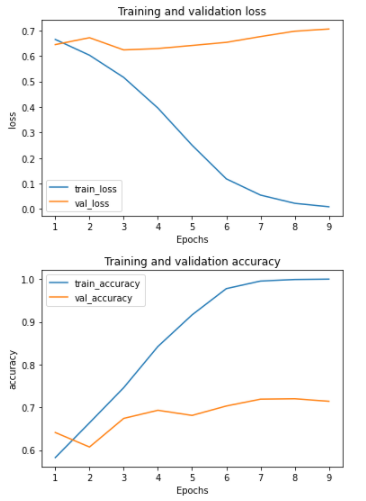 Training and validation loss
0.7
0.6
0.5
0.4
0.3
0.2
0.1
0.0
loss
train_loss
val_loss
1 2 3 4 5 6 7 8 9
Epochs
Training and validation accuracy
1.0
0.9
0.8
0.7
0.6
accuracy
train_accuracy
val_accuracy
1 2 3 4 5 6 7 8 9
Epochs